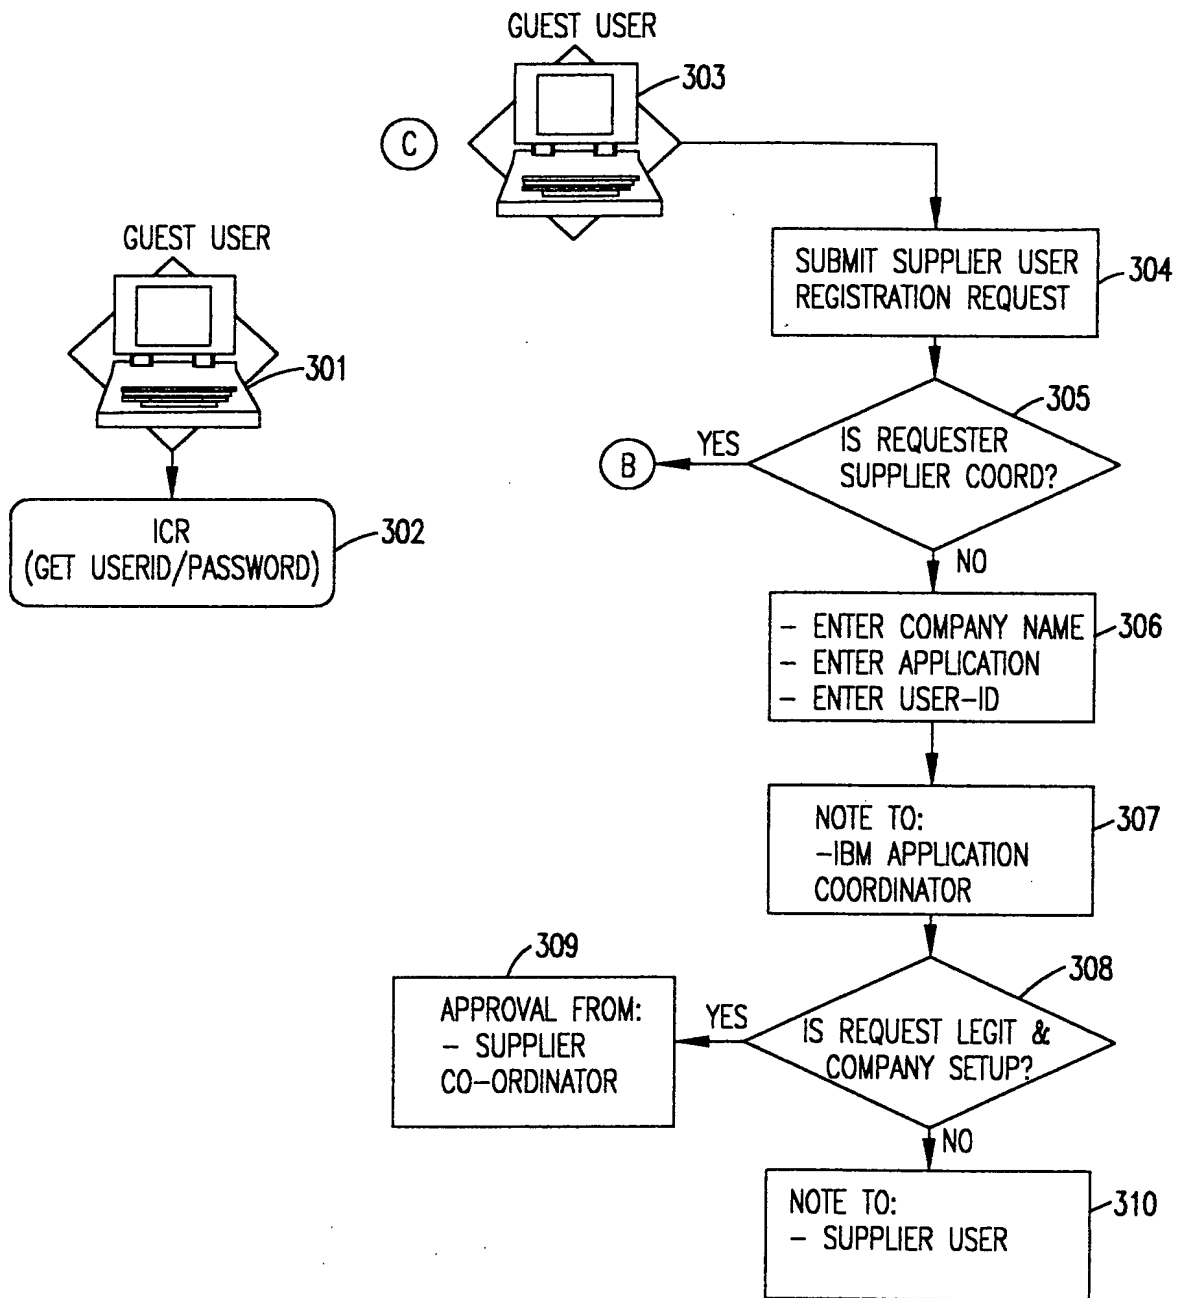 GUEST USER
303
C
GUEST USER
301
ICR
(GET USERID/PASSWORD)
302
SUBMIT SUPPLIER USER
REGISTRATION REQUEST
304
305
IS REQUESTER
SUPPLIER COORD?
YES
B
NO
- ENTER COMPANY NAME
- ENTER APPLICATION
- ENTER USER-ID
306
NOTE TO:
-IBM APPLICATION
COORDINATOR
307
308
IS REQUEST LEGIT &
COMPANY SETUP?
YES
309
APPROVAL FROM:
- SUPPLIER
CO-ORDINATOR
NO
NOTE TO:
- SUPPLIER USER
310